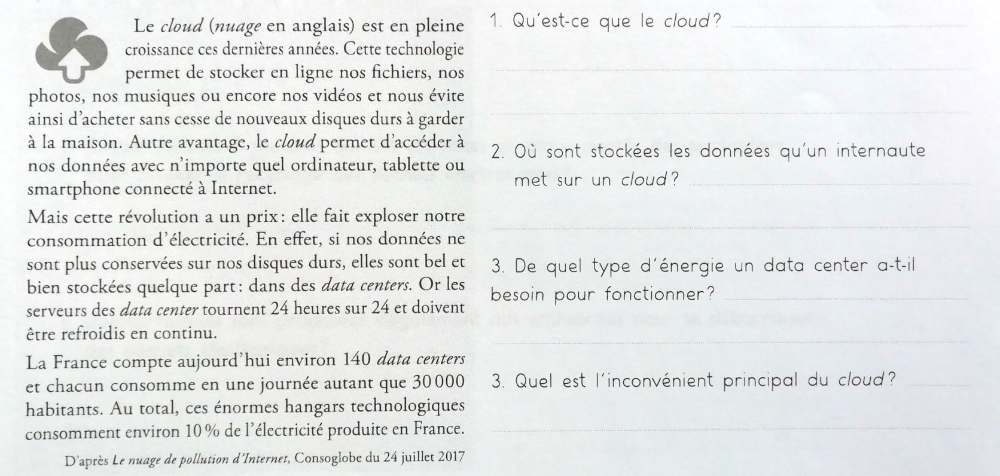 Le cloud (nuage en anglais) est en pleine
croissance ces dernières années. Cette technologie
permet de stocker en ligne nos fichiers, nos
photos, nos musiques ou encore nos vidéos et nous évite
ainsi d'acheter sans cesse de nouveaux disques durs à garder
à la maison. Autre avantage, le cloud permet d'accéder à
nos données avec n'importe quel ordinateur, tablette ou
smartphone connecté à Internet.
Mais cette révolution a un prix : elle fait exploser notre
consommation d'électricité. En effet, si nos données ne
sont plus conservées sur nos disques durs, elles sont bel et
bien stockées quelque part : dans des data centers. Or les
serveurs des data center tournent 24 heures sur 24 et doivent
être refroidis en continu.
La France compte aujourd'hui environ 140 data centers
et chacun consomme en une journée autant que 30 000
habitants. Au total, ces énormes hangars technologiques
consomment environ 10 % de l'électricité produite en France.
D'après Le nuage de pollution d'Internet, Consoglobe du 24 juillet 2017
1. Qu'est-ce que le cloud ?
2. Où sont stockées les données qu'un internaute
met sur un cloud ?
3. De quel type d'énergie un data center a-t-il
besoin pour fonctionner ?
3. Quel est l'inconvénient principal du cloud ?